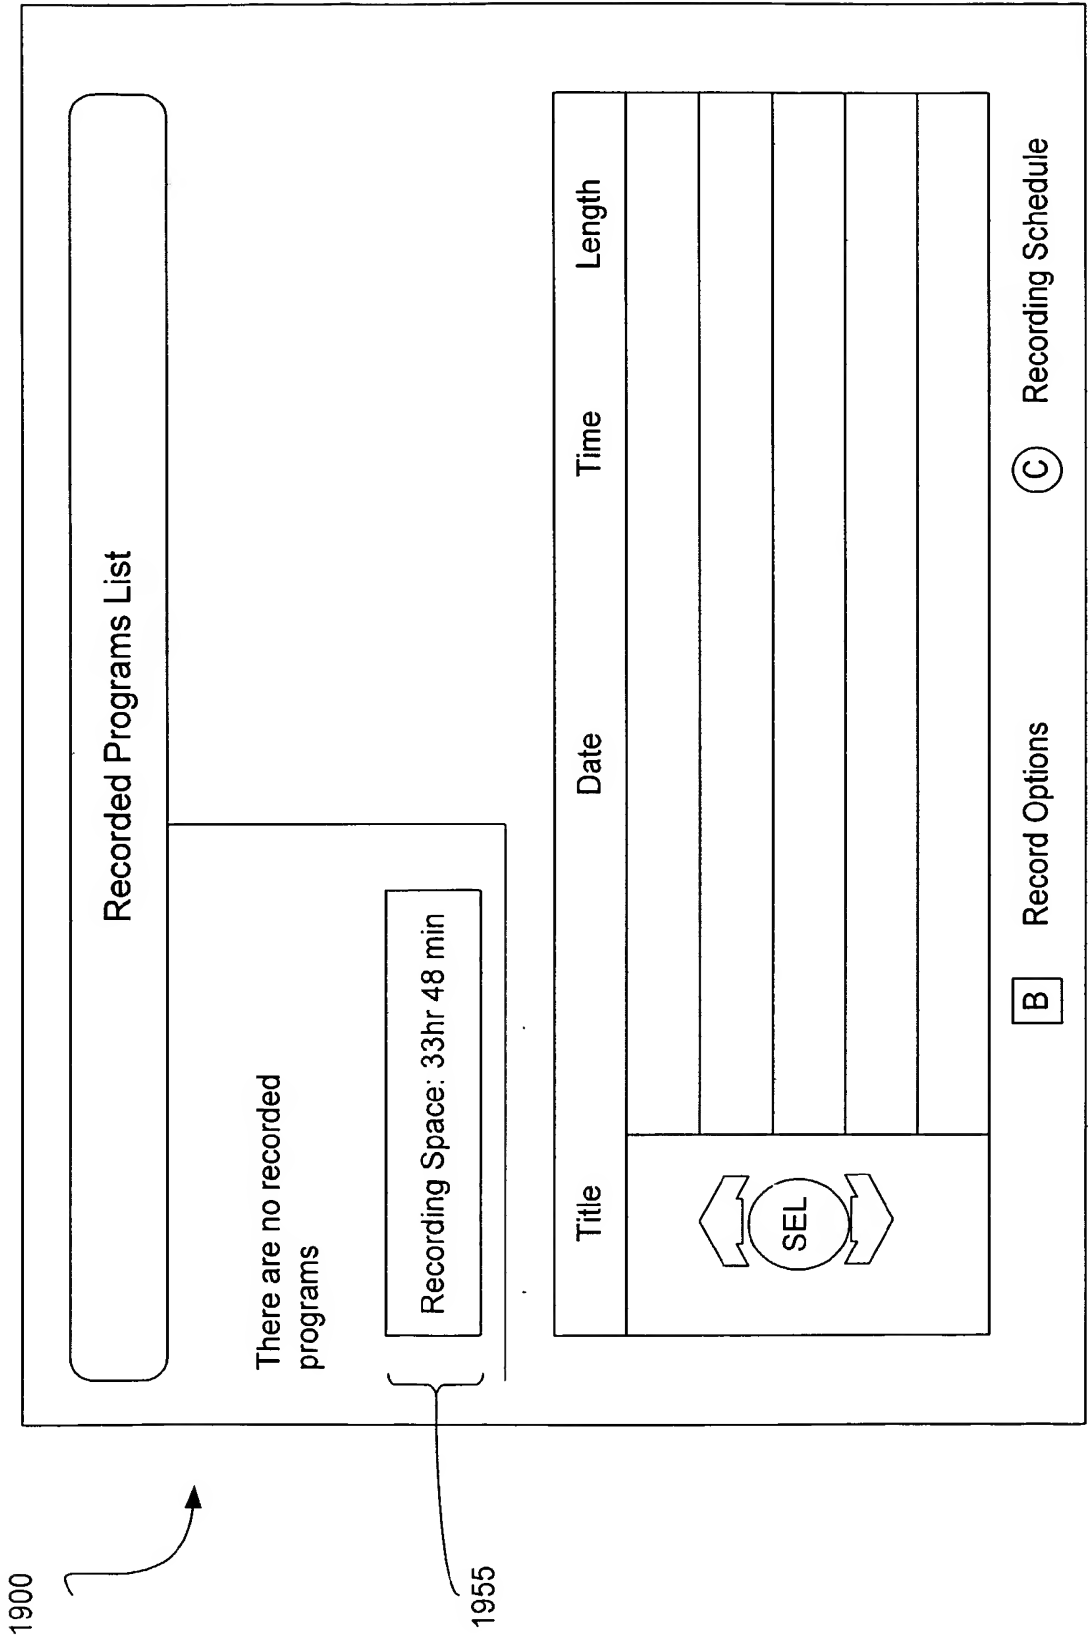 1900
Recorded Programs List
There are no recorded
programs
1955
Recording Space: 33hr 48 min
Title Date Time Length
SEL
B Record Options C Recording Schedule